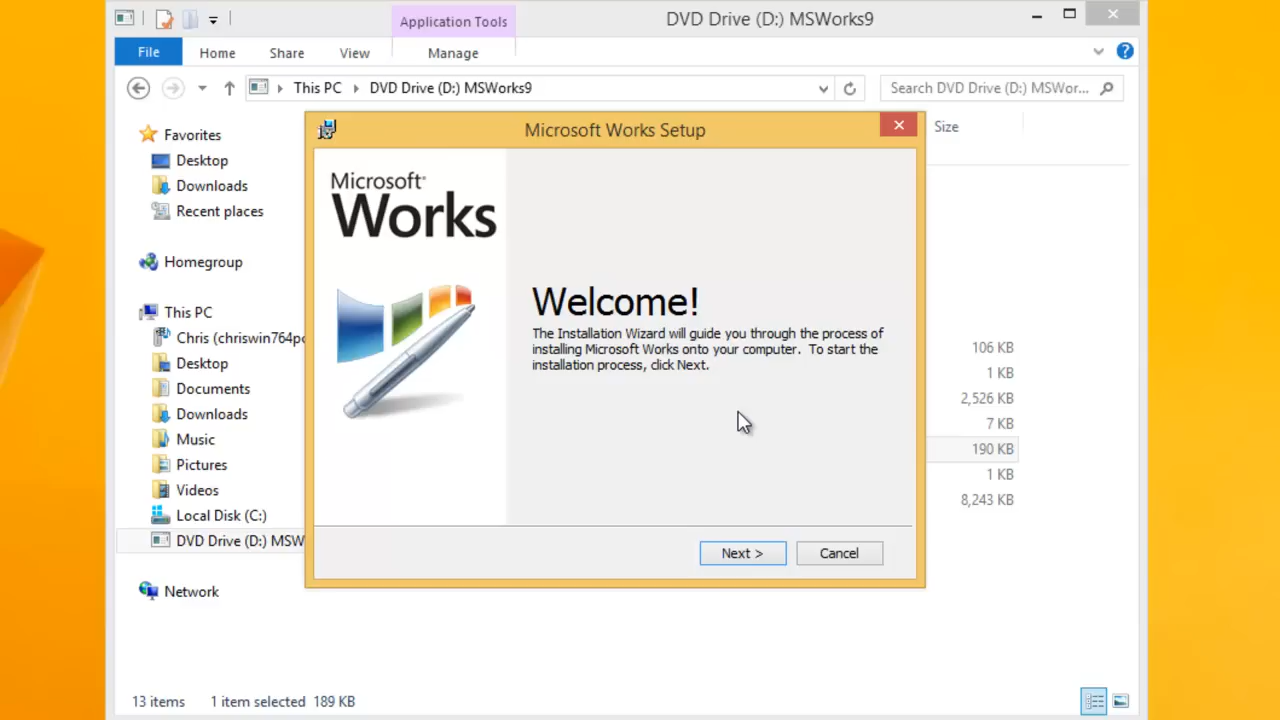 Application Tools
DVD Drive (D:) MSWorks9
File
Home
Share
View
Manage
This PC
DVD Drive (D:) MSWorks9
Search DVD Drive (D:) MSWor...
Favorites
Desktop
Downloads
Recent places
Homegroup
This PC
Chris (chriswin764pc
Desktop
Documents
Downloads
Music
Pictures
Videos
Local Disk (C:)
DVD Drive (D:) MSW
Network
Microsoft Works Setup
Microsoft®
Works
Welcome!
The Installation Wizard will guide you through the process of
installing Microsoft Works onto your computer. To start the
installation process, click Next.
Next >
Cancel
Size
106 KB
1 KB
2,526 KB
7 KB
190 KB
1 KB
8,243 KB
13 items
1 item selected 189 KB